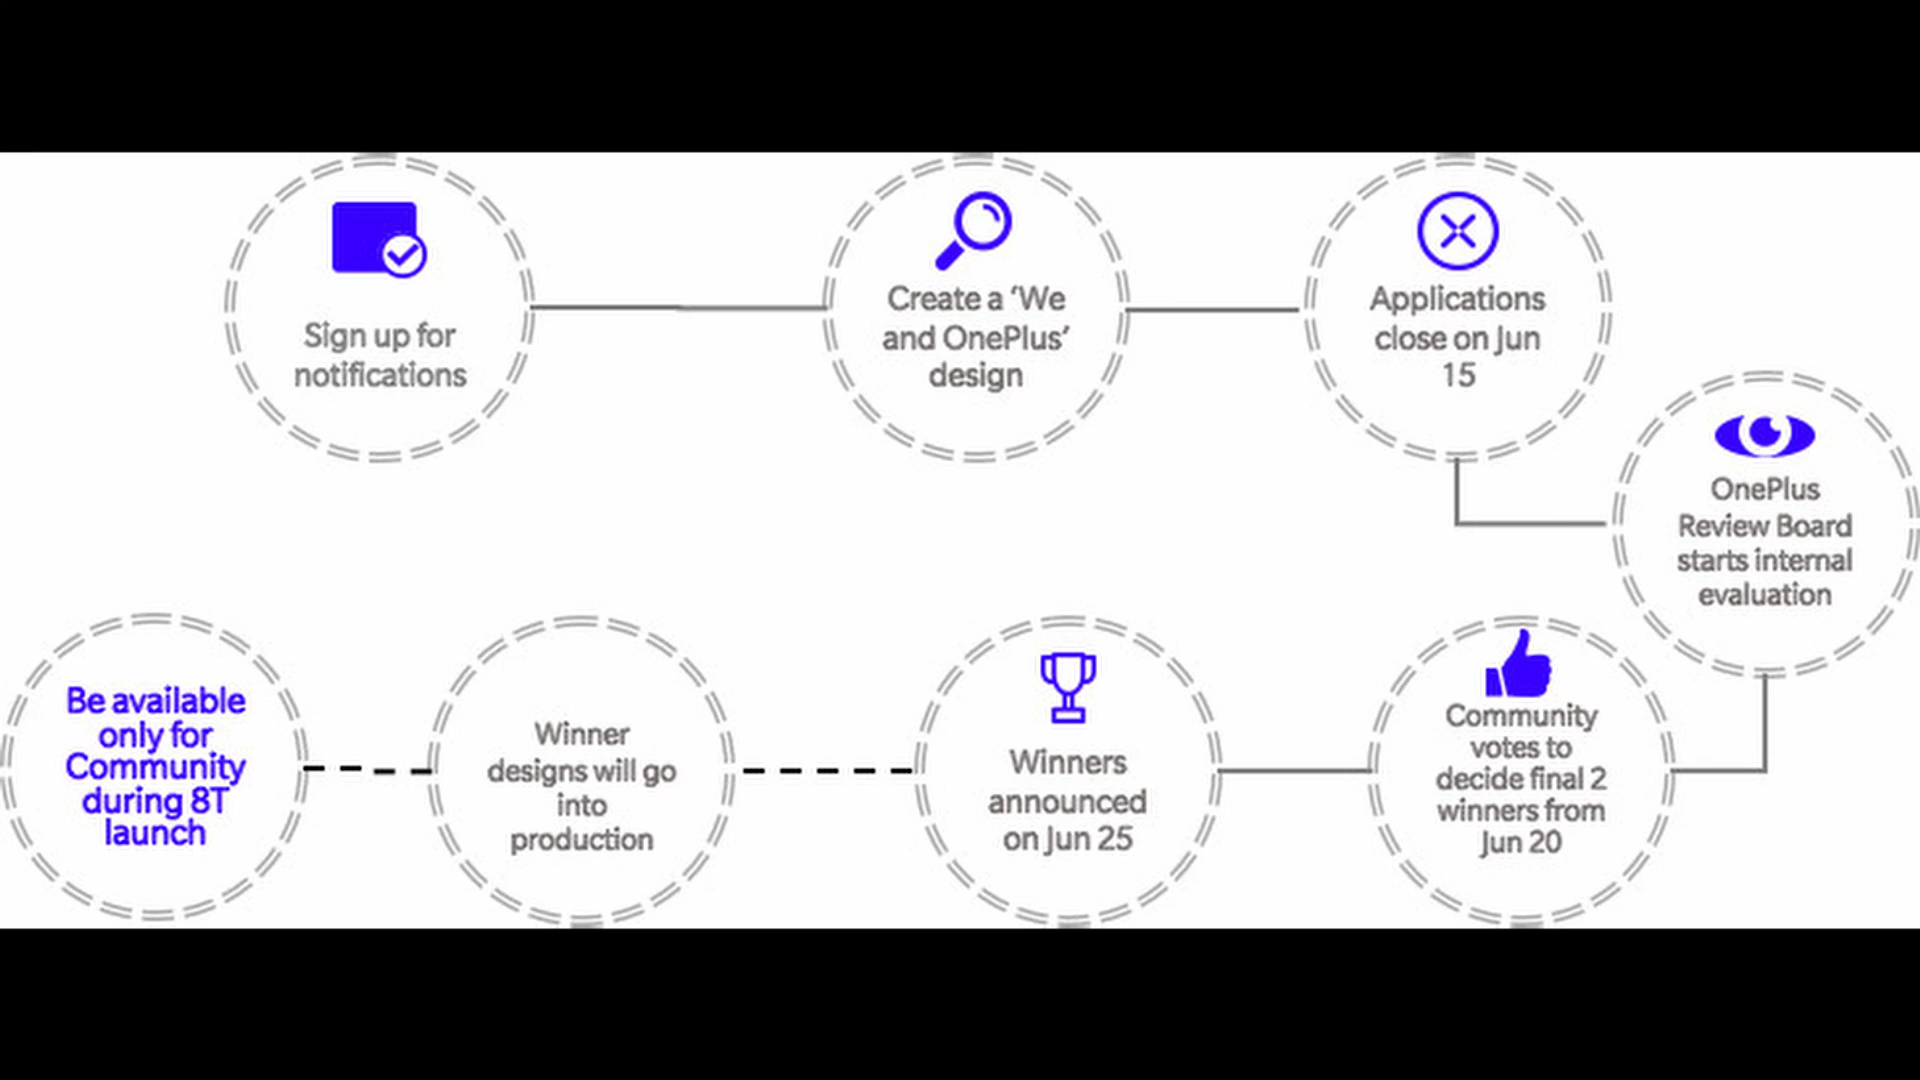 Sign up for
notifications
Create a ‘We
and OnePlus’
design
Applications
close on Jun
15
OnePlus
Review Board
starts internal
evaluation
Community
votes to
decide final 2
winners from
Jun 20
Winners
announced
on Jun 25
Winner
designs will go
into
production
Be available
only for
Community
during 8T
launch